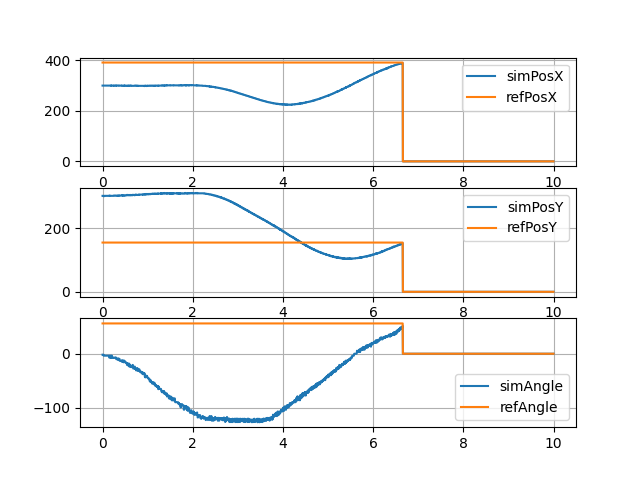 400
200
0
simPosX
refPosX
0 2 4 6 8 10
200
0
simPosY
refPosY
0 2 4 6 8 10
0
−100
simAngle
refAngle
0 2 4 6 8 10